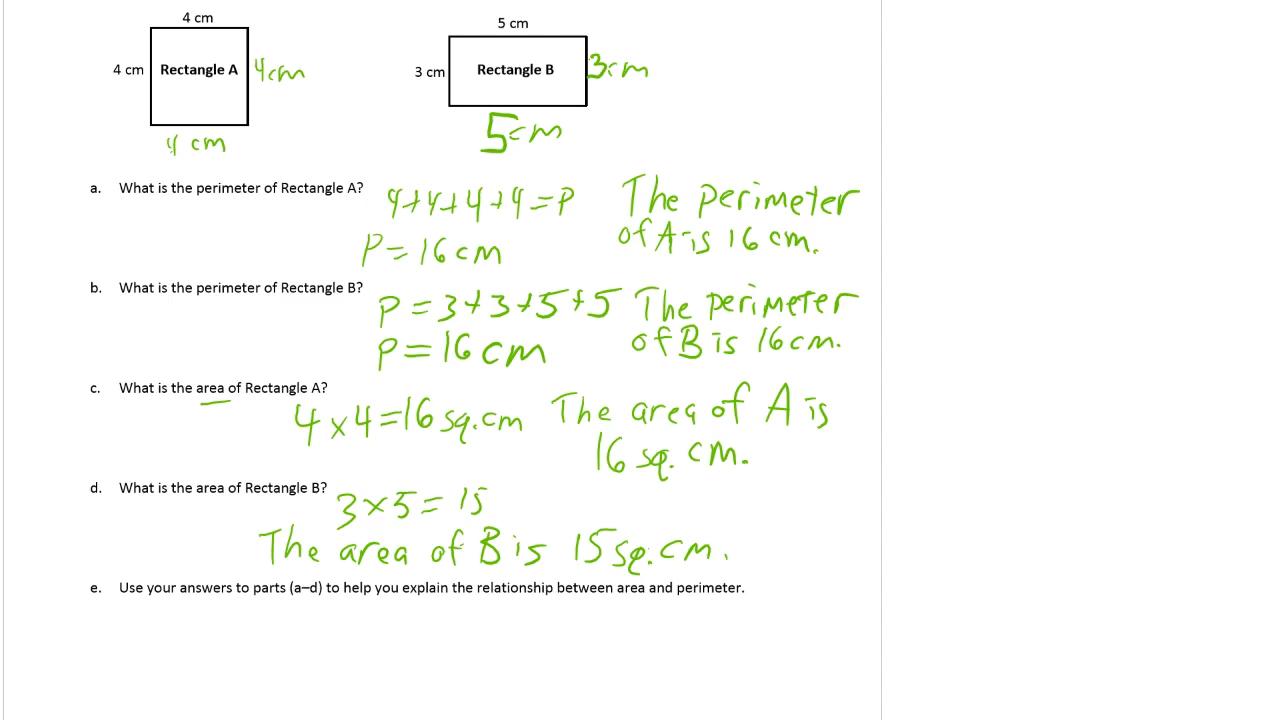 4 cm
5 cm
4 cm Rectangle A 4cm
3 cm Rectangle B 3cm
4 cm
5cm
a. What is the perimeter of Rectangle A?
4+4+4+4=P The perimeter
P=16cm of A is 16 cm.
b. What is the perimeter of Rectangle B?
P=3+3+5+5 The perimeter
P=16cm of B is 16cm.
c. What is the area of Rectangle A?
4x4=16sq.cm The area of A is
16 sq. cm.
d. What is the area of Rectangle B?
3x5=15
The area of B is 15sq.cm.
e. Use your answers to parts (a–d) to help you explain the relationship between area and perimeter.